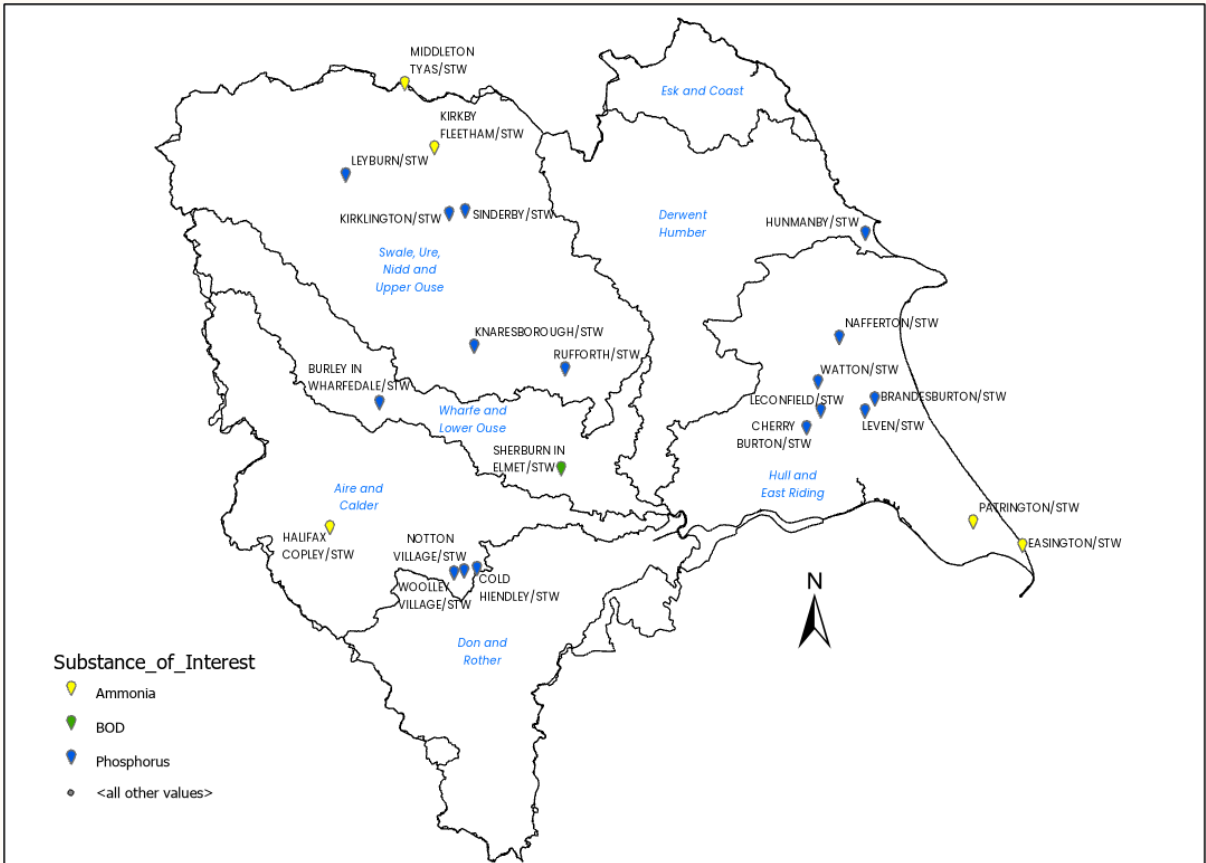 MIDDLETON
TYAS/STW
Esk and Coast
KIRKBY
FLEETHAM/STW
LEYBURN/STW
KIRKLINGTON/STW
SINDERBY/STW
Derwent
Humber
HUNMANBY/STW
Swale, Ure,
Nidd and
Upper Ouse
NAFFERTON/STW
KNARESBOROUGH/STW
RUFFORTH/STW
BURLEY IN
WHARFEDALE/STW
WATTON/STW
LECONFIELD/STW
BRANDESBURTON/STW
Wharfe and
Lower Ouse
CHERRY
BURTON/STW
LEVEN/STW
SHERBURN IN
ELMET/STW
Hull and
East Riding
Aire and
Calder
PATRINGTON/STW
HALIFAX
COPLEY/STW
NOTTON
VILLAGE/STW
EASINGTON/STW
WOOLLEY
VILLAGE/STW
COLD
HIENDLEY/STW
N
Don and
Rother
Substance_of_Interest
Ammonia
BOD
Phosphorus
<all other values>